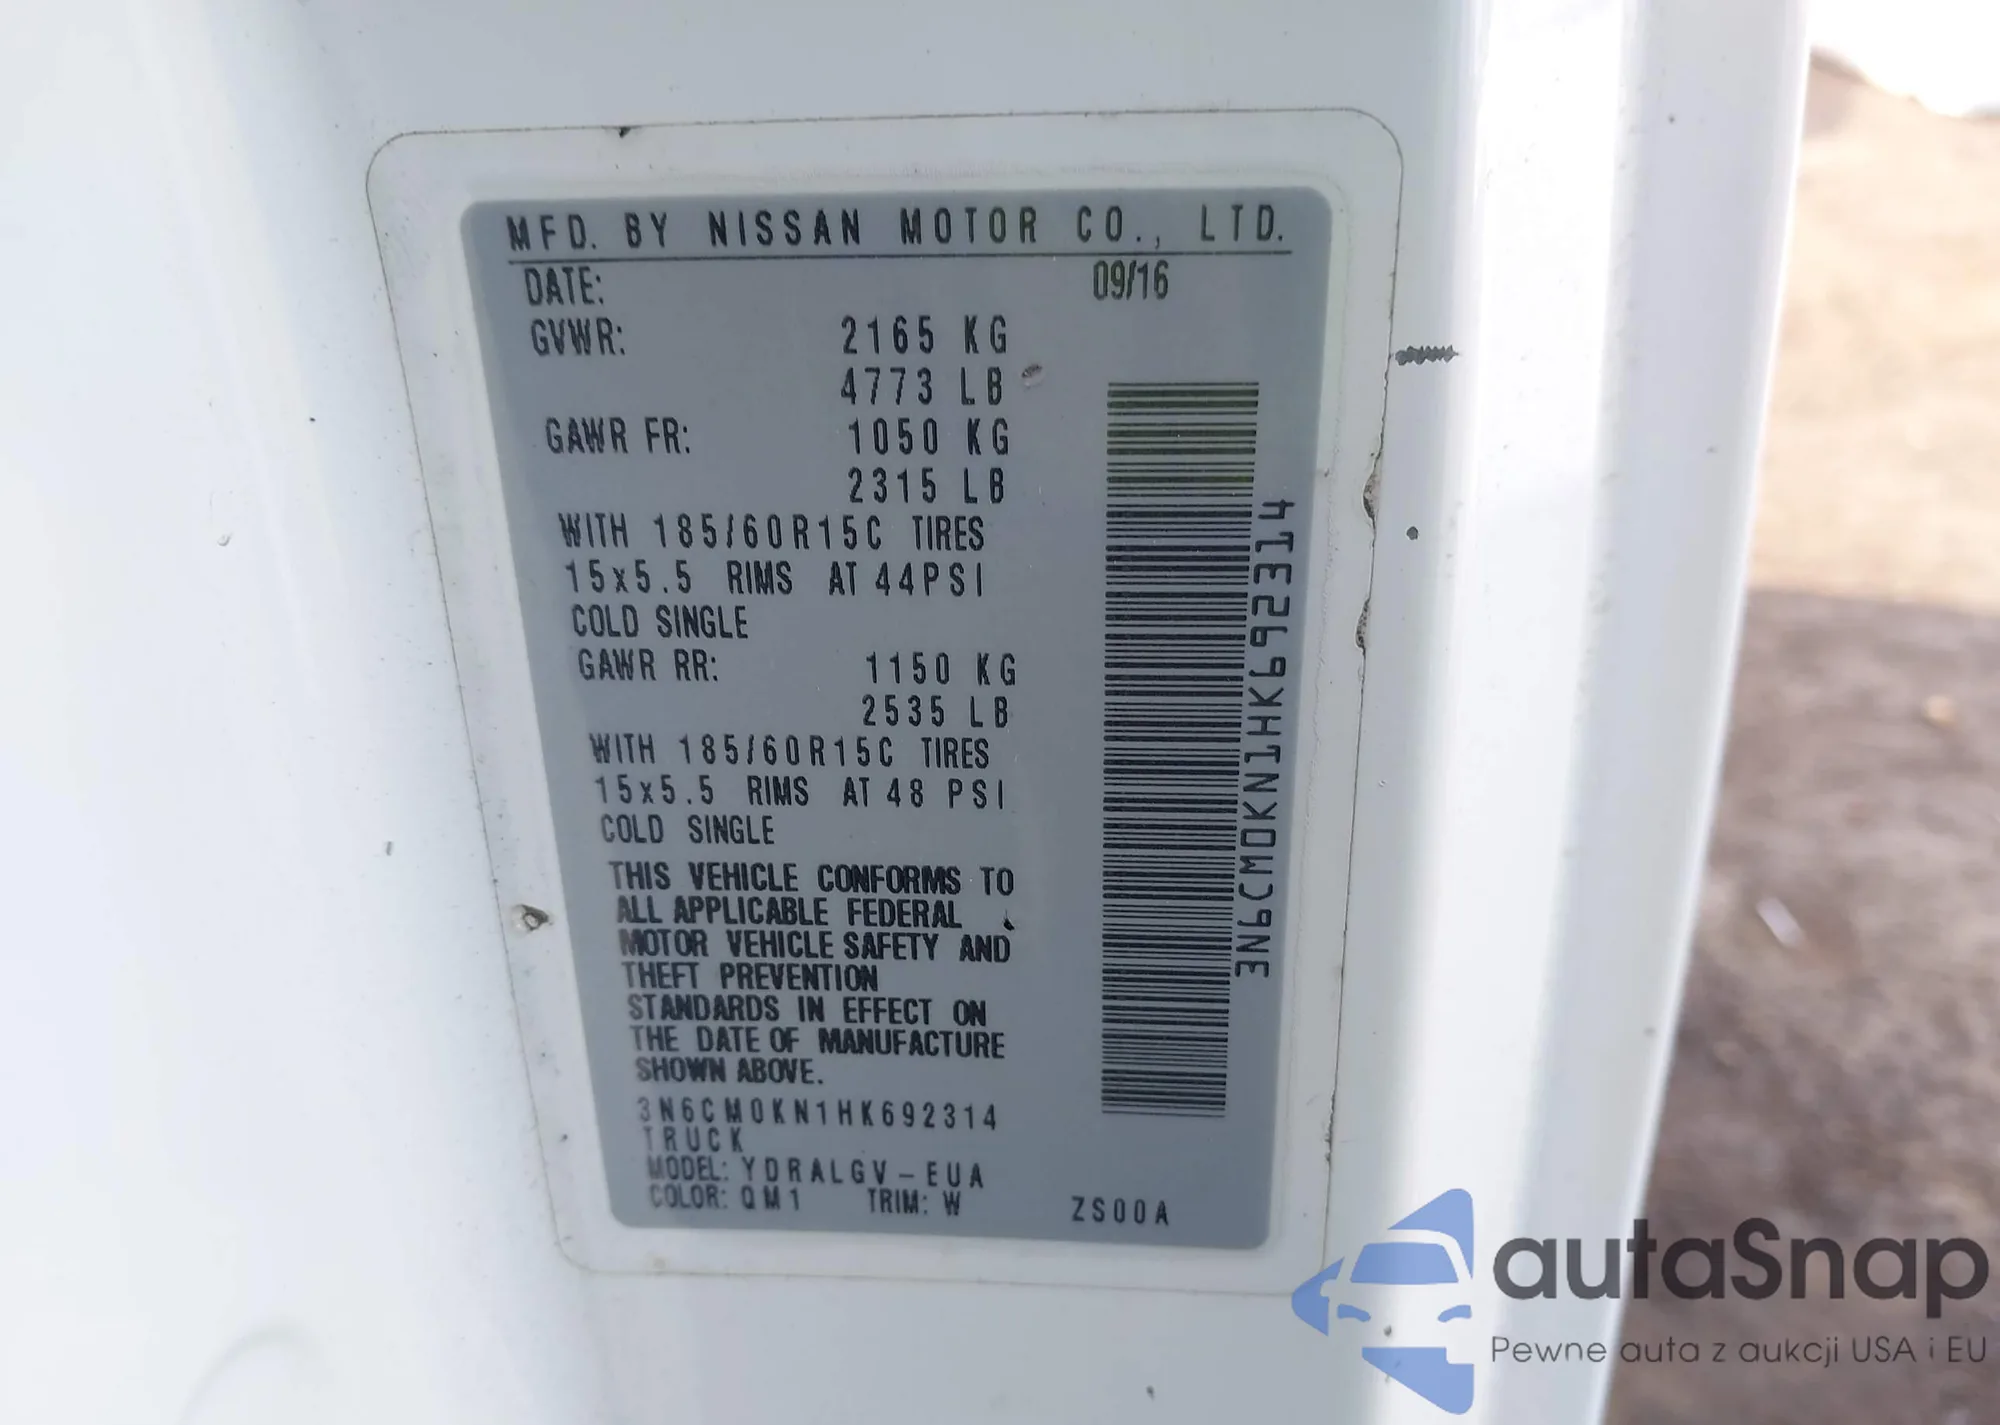 MFD. BY NISSAN MOTOR CO., LTD.
DATE: 09/16
GVWR: 2165 KG
4773 LB
GAWR FR: 1050 KG
2315 LB
WITH 185/60R15C TIRES
15x5.5 RIMS AT 44PSI
COLD SINGLE
GAWR RR: 1150 KG
2535 LB
WITH 185/60R15C TIRES
15x5.5 RIMS AT 48 PSI
COLD SINGLE
THIS VEHICLE CONFORMS TO
ALL APPLICABLE FEDERAL
MOTOR VEHICLE SAFETY AND
THEFT PREVENTION
STANDARDS IN EFFECT ON
THE DATE OF MANUFACTURE
SHOWN ABOVE.
3N6CM0KN1HK692314
TRUCK
MODEL: YDRALGV-EUA
COLOR: QM1 TRIM: W ZS00A
3N6CM0KN1HK692314
autaSnap
Pewne auta z aukcji USA i EU